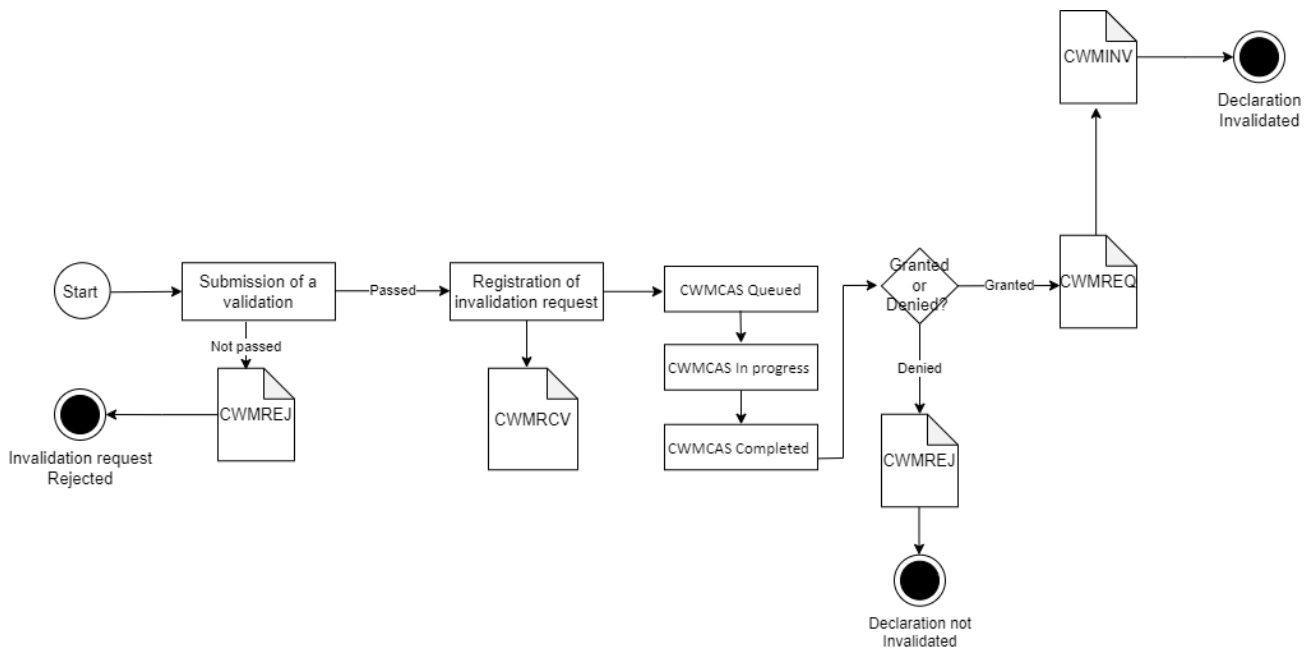 CWMINV
Declaration
Invalidated
Start
Submission of a
validation
Passed
Registration of
invalidation request
CWMCAS Queued
Granted
or
Denied?
Granted
CWMREQ
Not passed
CWMCAS In progress
Denied
CWMREJ
CWMRCV
CWMCAS Completed
CWMREJ
Invalidation request
Rejected
Declaration not
Invalidated